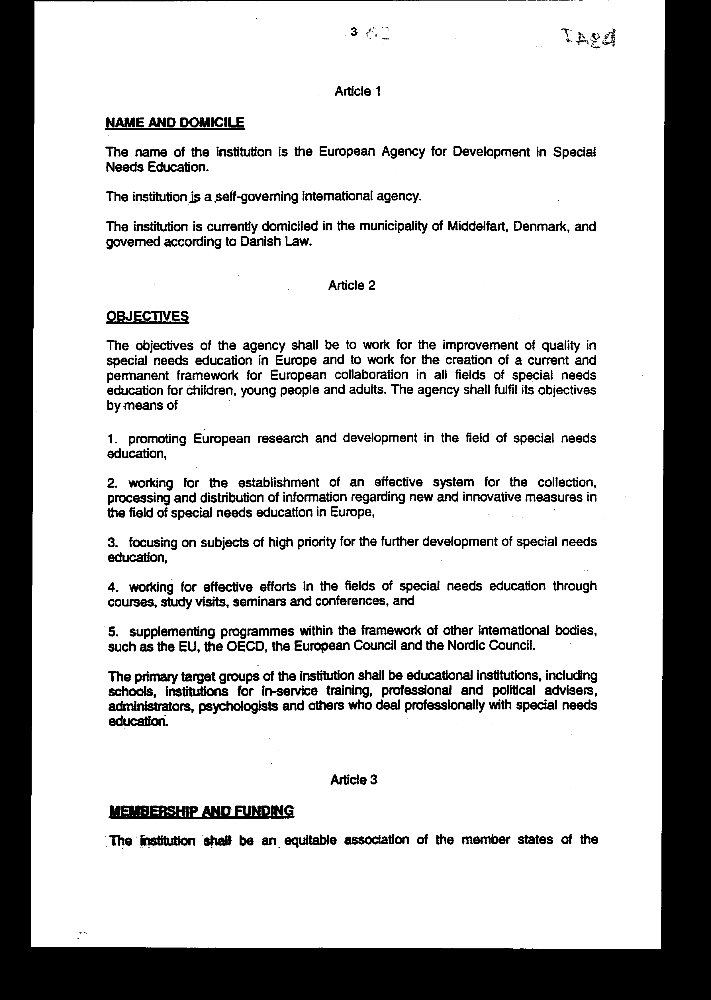 3
Article 1
NAME AND DOMICILE
The name of the institution is the European Agency for Development in Special
Needs Education.
The institution is a self-governing international agency.
The institution is currently domiciled in the municipality of Middelfart, Denmark, and
governed according to Danish Law.
Article 2
OBJECTIVES
The objectives of the agency shall be to work for the improvement of quality in
special needs education in Europe and to work for the creation of a current and
permanent framework for European collaboration in all fields of special needs
education for children, young people and adults. The agency shall fulfil its objectives
by means of
1. promoting European research and development in the field of special needs
education,
2. working for the establishment of an effective system for the collection,
processing and distribution of information regarding new and innovative measures in
the field of special needs education in Europe,
3. focusing on subjects of high priority for the further development of special needs
education,
4. working for effective efforts in the fields of special needs education through
courses, study visits, seminars and conferences, and
5. supplementing programmes within the framework of other international bodies,
such as the EU, the OECD, the European Council and the Nordic Council.
The primary target groups of the institution shall be educational institutions, including
schools, institutions for in-service training, professional and political advisers,
administrators, psychologists and others who deal professionally with special needs
education.
Article 3
MEMBERSHIP AND FUNDING
The institution shall be an equitable association of the member states of the